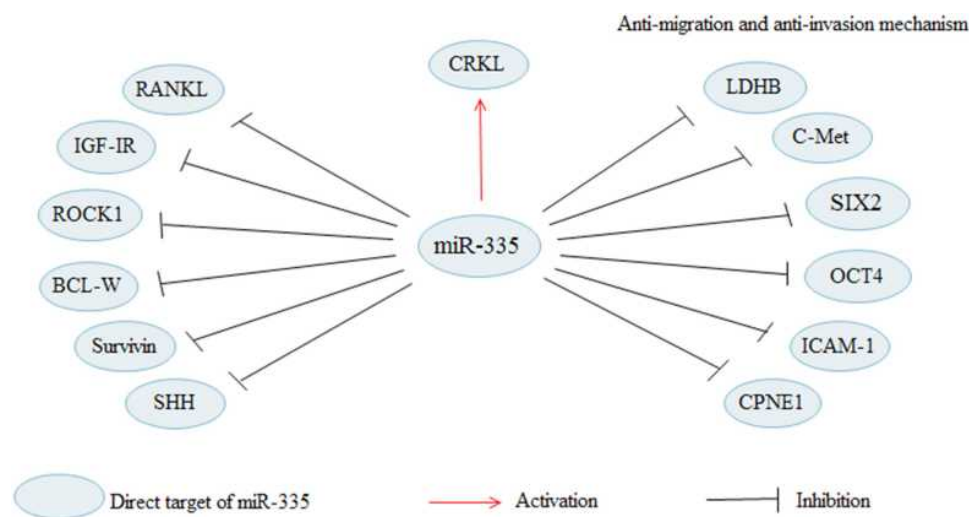 Anti-migration and anti-invasion mechanism
CRKL
RANKL
LDHB
IGF-IR
C-Met
ROCK1
SIX2
miR-335
BCL-W
OCT4
Survivin
ICAM-1
SHH
CPNE1
Direct target of miR-335
Activation
Inhibition